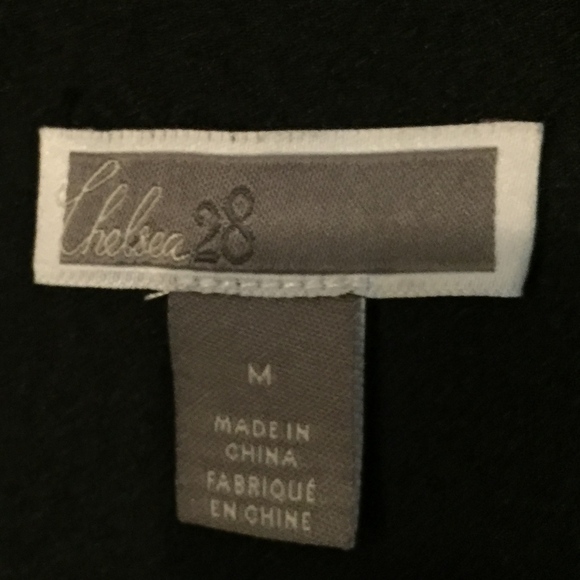 Chelsea28
M
MADE IN
CHINA
FABRIQUÉ
EN CHINE